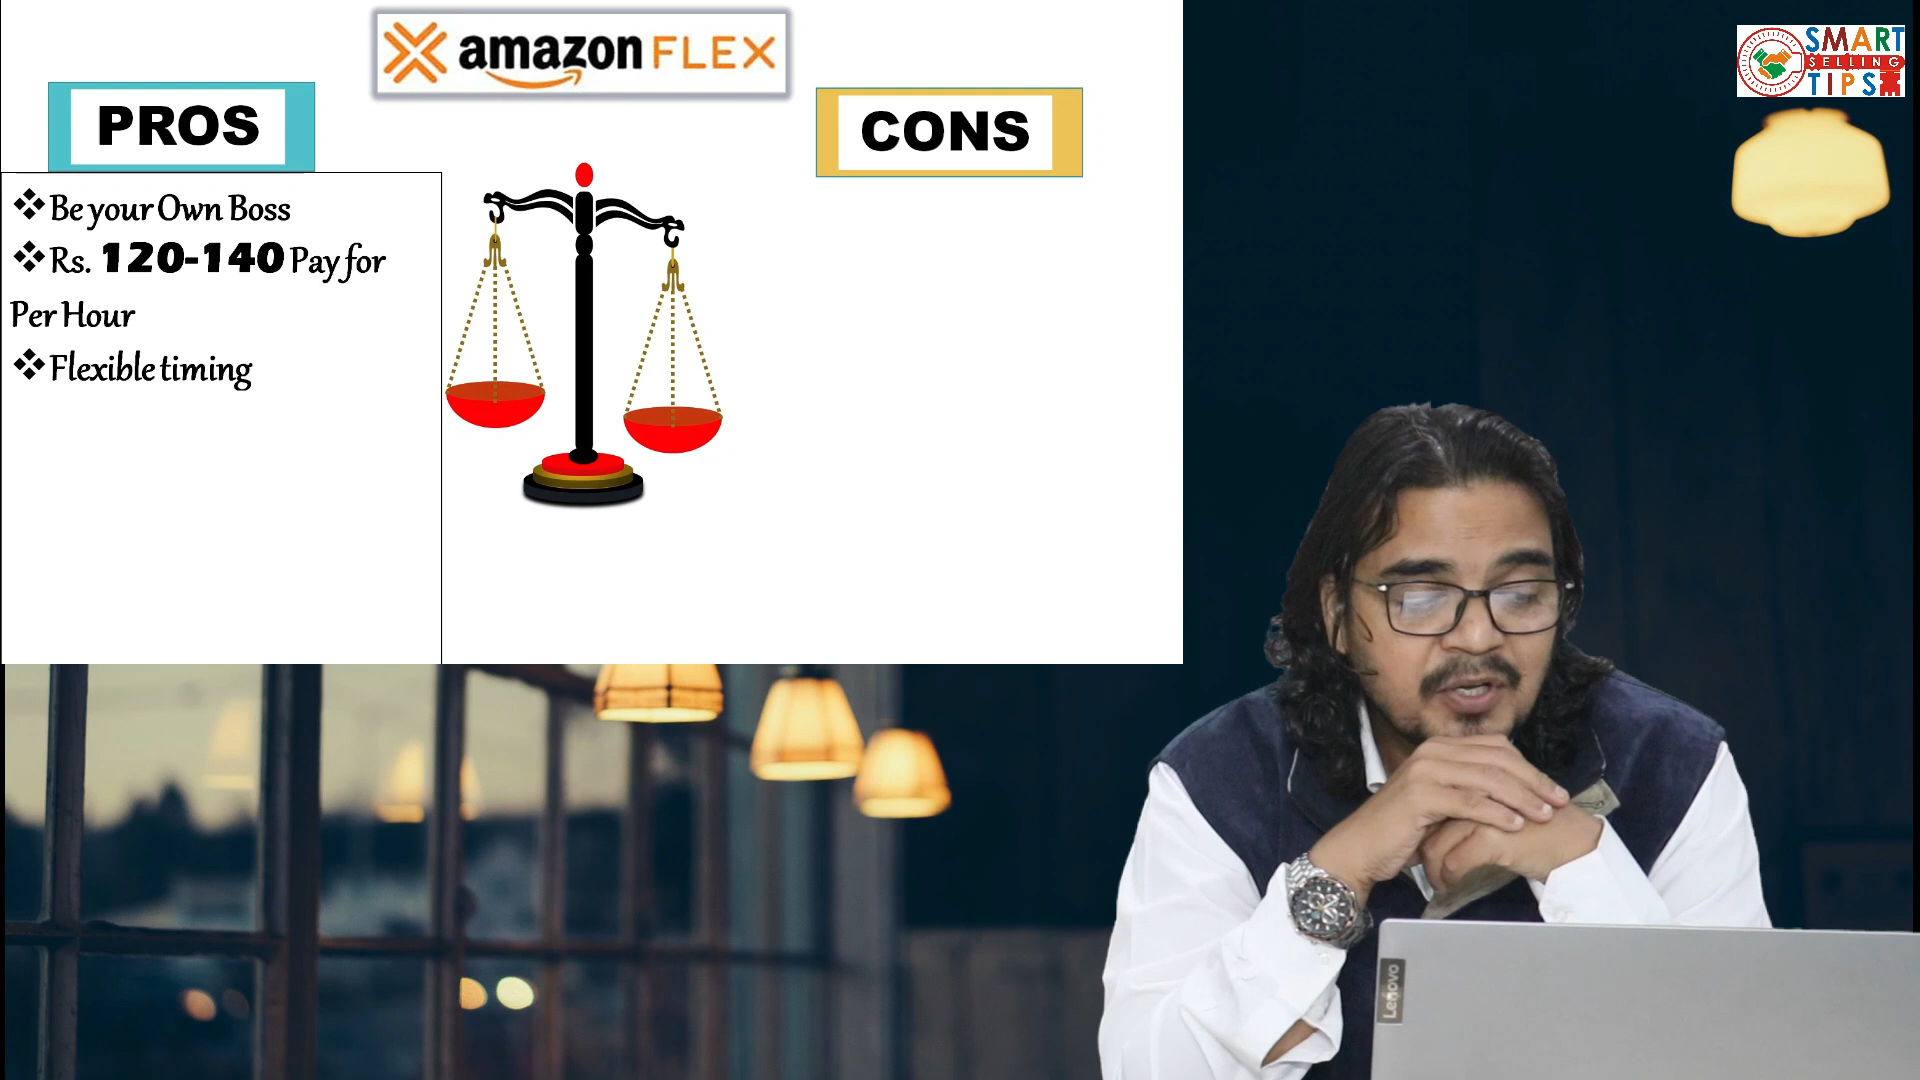 amazon FLEX
SMART
SELLING
TIPS
PROS
CONS
❖Be your Own Boss
❖Rs. 120-140 Pay for
Per Hour
❖Flexible timing
Lenovo